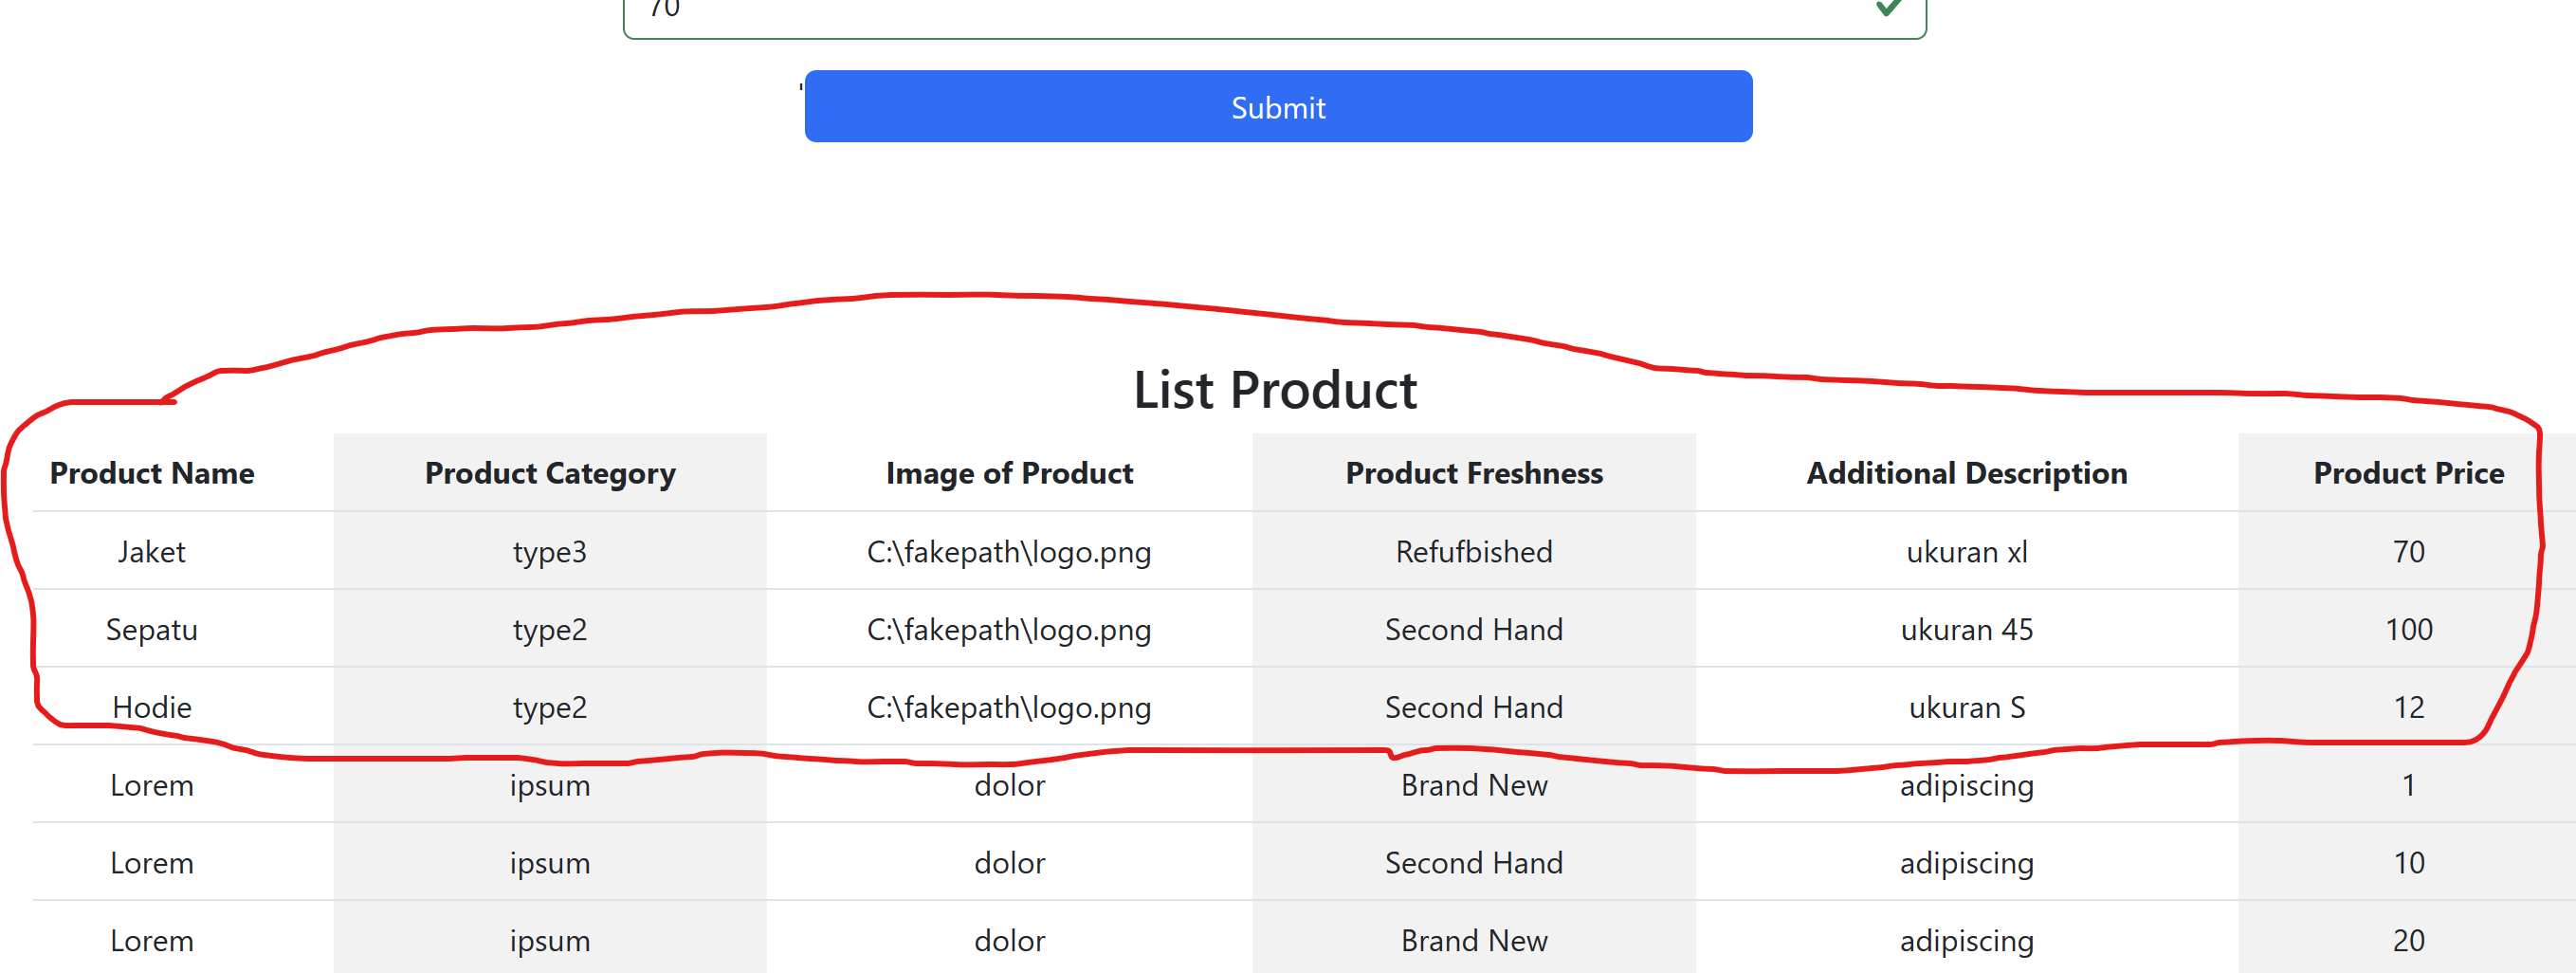 70
'
Submit
List Product
Product Name Product Category Image of Product Product Freshness Additional Description Product Price
Jaket type3 C:\fakepath\logo.png Refufbished ukuran xl 70
Sepatu type2 C:\fakepath\logo.png Second Hand ukuran 45 100
Hodie type2 C:\fakepath\logo.png Second Hand ukuran S 12
Lorem ipsum dolor Brand New adipiscing 1
Lorem ipsum dolor Second Hand adipiscing 10
Lorem ipsum dolor Brand New adipiscing 20